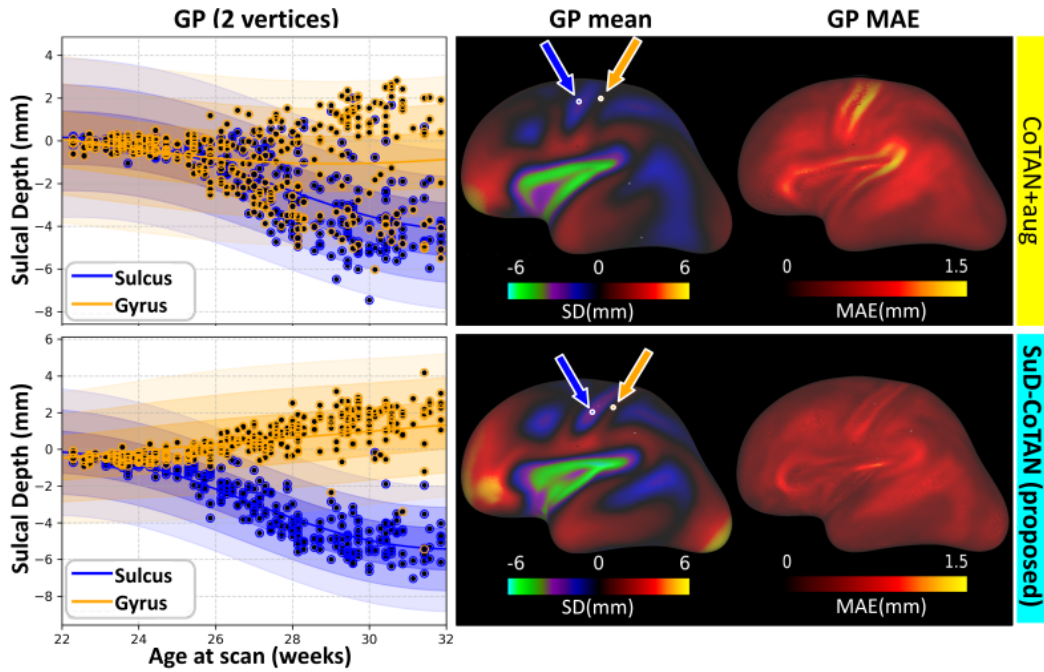 GP (2 vertices)
GP mean
GP MAE
4
2
0
−2
−4
−6
−8
Sulcal Depth (mm)
Sulcus
Gyrus
-6
0
6
SD(mm)
0
1.5
MAE(mm)
CoTAN+aug
6
4
2
0
−2
−4
−6
−8
Sulcal Depth (mm)
Sulcus
Gyrus
22
24
26
28
30
32
Age at scan (weeks)
-6
0
6
SD(mm)
0
1.5
MAE(mm)
SuD-CoTAN (proposed)